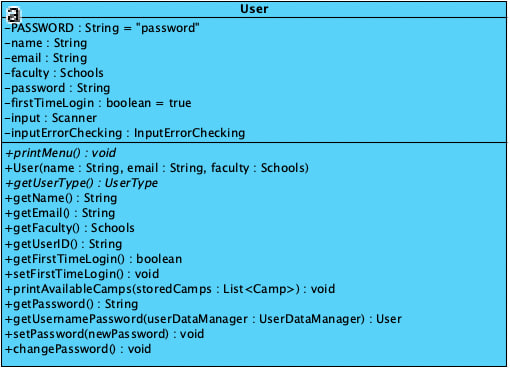 a
User
-PASSWORD : String = "password"
-name : String
-email : String
-faculty : Schools
-password : String
-firstTimeLogin : boolean = true
-input : Scanner
-inputErrorChecking : InputErrorChecking
+printMenu() : void
+User(name : String, email : String, faculty : Schools)
+getUserType() : UserType
+getName() : String
+getEmail() : String
+getFaculty() : Schools
+getUserID() : String
+getFirstTimeLogin() : boolean
+setFirstTimeLogin() : void
+printAvailableCamps(storedCamps : List<Camp>) : void
+getPassword() : String
+getUsernamePassword(userDataManager : UserDataManager) : User
+setPassword(newPassword) : void
+changePassword() : void